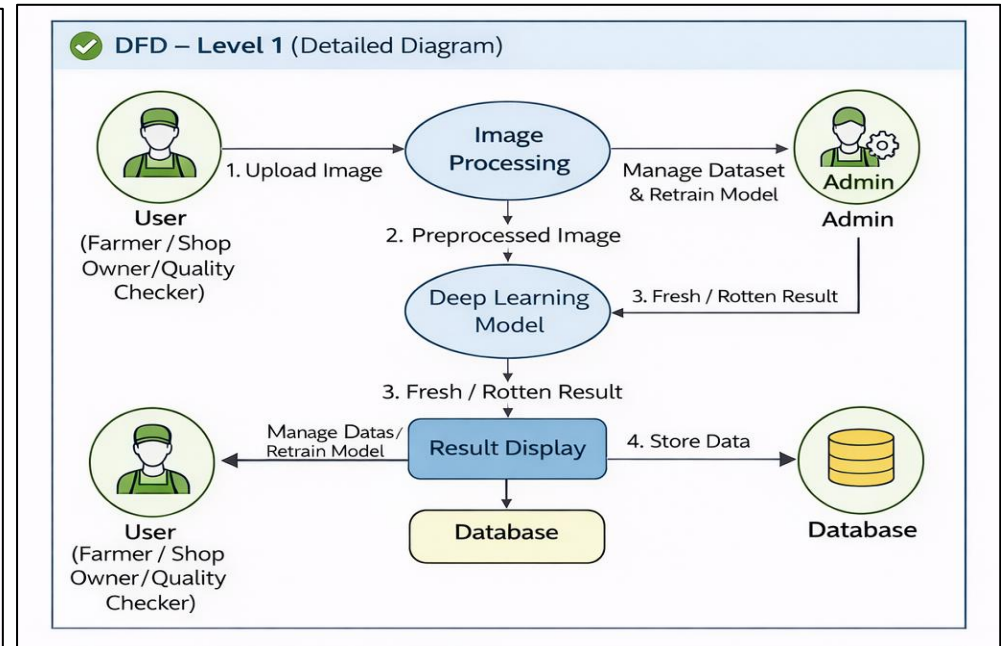 DFD – Level 1 (Detailed Diagram)
1. Upload Image
Image
Processing
Manage Dataset
& Retrain Model
Admin
Admin
User
(Farmer / Shop
Owner/Quality
Checker)
2. Preprocessed Image
Deep Learning
Model
3. Fresh / Rotten Result
3. Fresh / Rotten Result
Manage Datas/
Retrain Model
Result Display
4. Store Data
Database
Database
User
(Farmer / Shop
Owner/Quality
Checker)